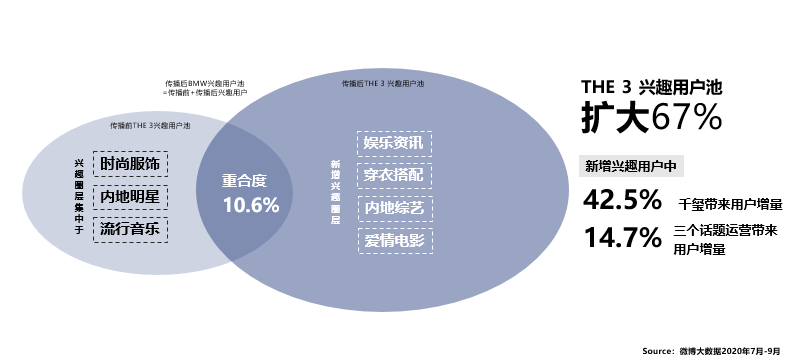 传播后BMW兴趣用户池
=传播前+传播后兴趣用户
传播前THE 3兴趣用户池
兴趣圈层集中于
时尚服饰
内地明星
流行音乐
重合度
10.6%
传播后THE 3 兴趣用户池
新增兴趣圈层
娱乐资讯
穿衣搭配
内地综艺
爱情电影
THE 3 兴趣用户池
扩大67%
新增兴趣用户中
42.5% 千玺带来用户增量
14.7% 三个话题运营带来
用户增量
Source：微博大数据2020年7月-9月